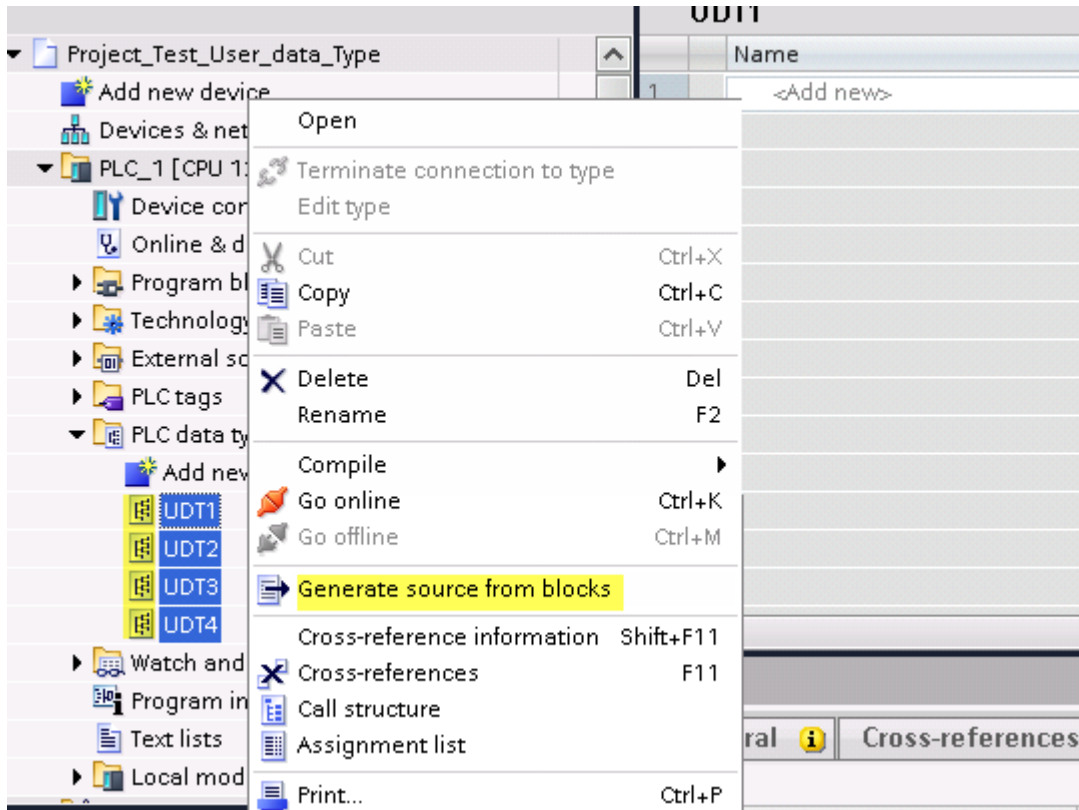 UDT1
Project_Test_User_data_Type
Name
Add new device
1
<Add new>
Devices & net
Open
PLC_1 [CPU 1
Terminate connection to type
Device con
Edit type
Online & d
Cut Ctrl+X
Program bl
Copy Ctrl+C
Technology
Paste Ctrl+V
External so
Delete Del
PLC tags
Rename F2
PLC data ty
Compile
Add new
Go online Ctrl+K
UDT1
Go offline Ctrl+M
UDT2
Generate source from blocks
UDT3
UDT4
Cross-reference information Shift+F11
Watch and
Cross-references F11
Program in
Call structure
Text lists
Assignment list
ral
Cross-references
Local mod
Print... Ctrl+P